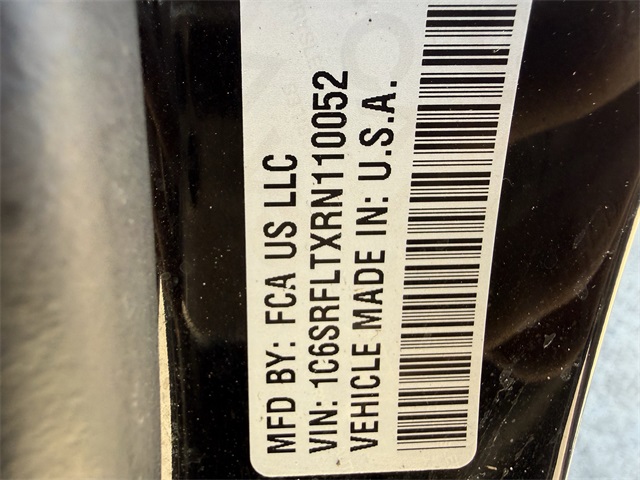 MFD BY: FCA US LLC
VIN: 1C6SRFLTXRN110052
VEHICLE MADE IN: U.S.A.